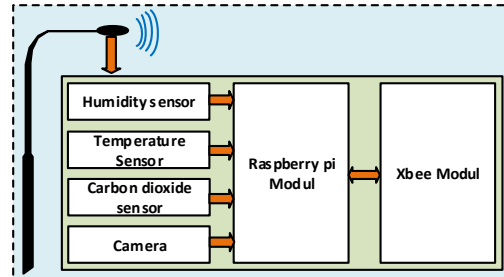 Humidity sensor
Temperature
Sensor
Carbon dioxide
sensor
Camera
Raspberry pi
Modul
Xbee Modul